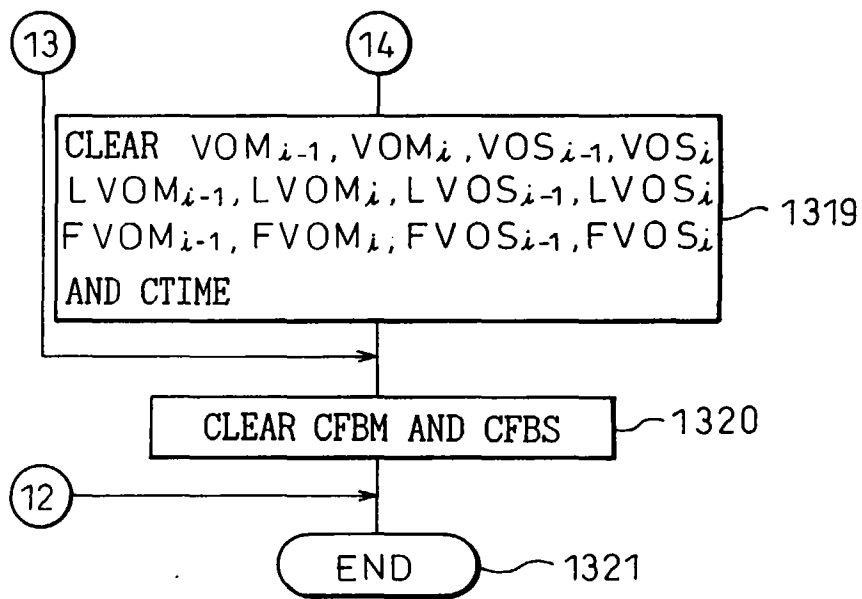 13 14
CLEAR VOMi-1, VOMi, VOSi-1, VOSi
LVOMi-1, LVOMi, LVOSi-1, LVOSi
FVOMi-1, FVOMi, FVOSi-1, FVOSi
AND CTIME
1319
CLEAR CFBM AND CFBS
1320
12
END
1321